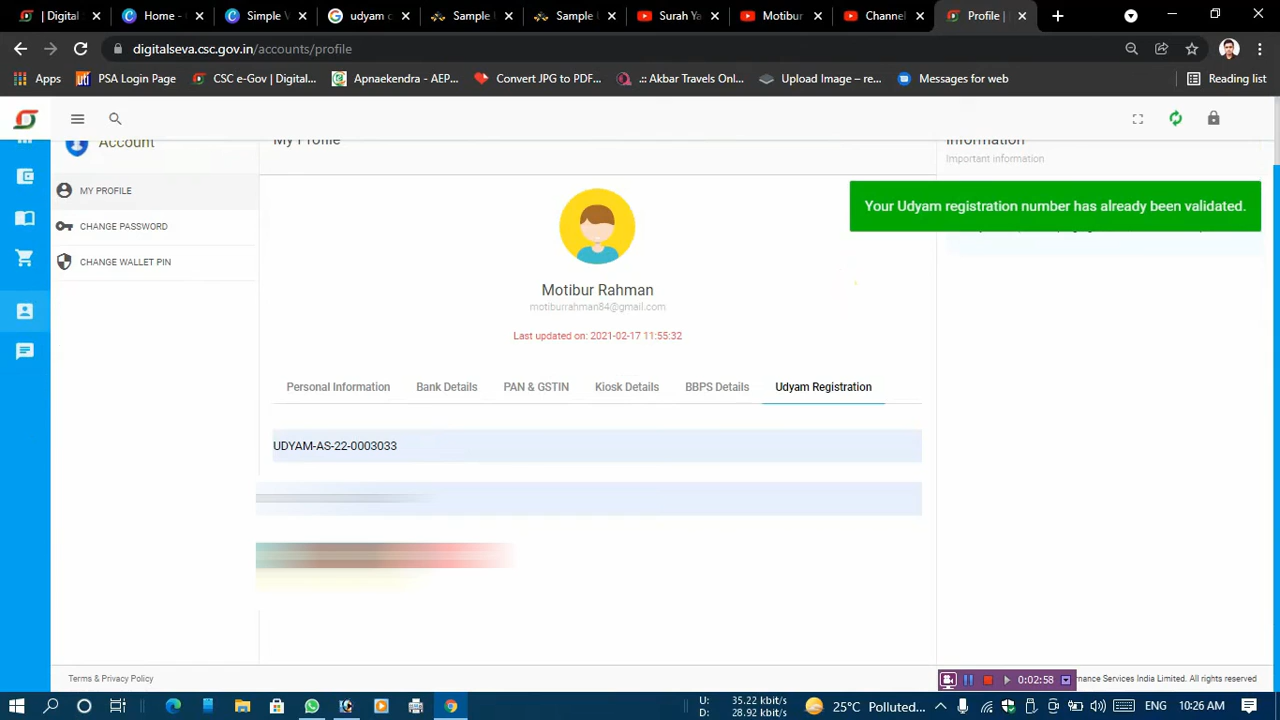 | Digital
Home -
Simple V
udyam c
Sample
Sample
Surah Ya
Motibur
Channel
Profile |
digitalseva.csc.gov.in/accounts/profile
Apps
PSA Login Page
CSC e-Gov | Digital...
Apnaekendra - AEP...
Convert JPG to PDF...
.: Akbar Travels Onl...
Upload Image – re...
Messages for web
Reading list
Account
My Profile
Information
Important information
MY PROFILE
CHANGE PASSWORD
CHANGE WALLET PIN
Your Udyam registration number has already been validated.
Motibur Rahman
motiburrahman84@gmail.com
Last updated on: 2021-02-17 11:55:32
Personal Information
Bank Details
PAN & GSTIN
Kiosk Details
BBPS Details
Udyam Registration
UDYAM-AS-22-0003033
Terms & Privacy Policy
0:02:58
rnance Services India Limited. All rights reserved
U: 35.22 kbit/s
D: 28.92 kbit/s
25°C Polluted...
ENG
10:26 AM